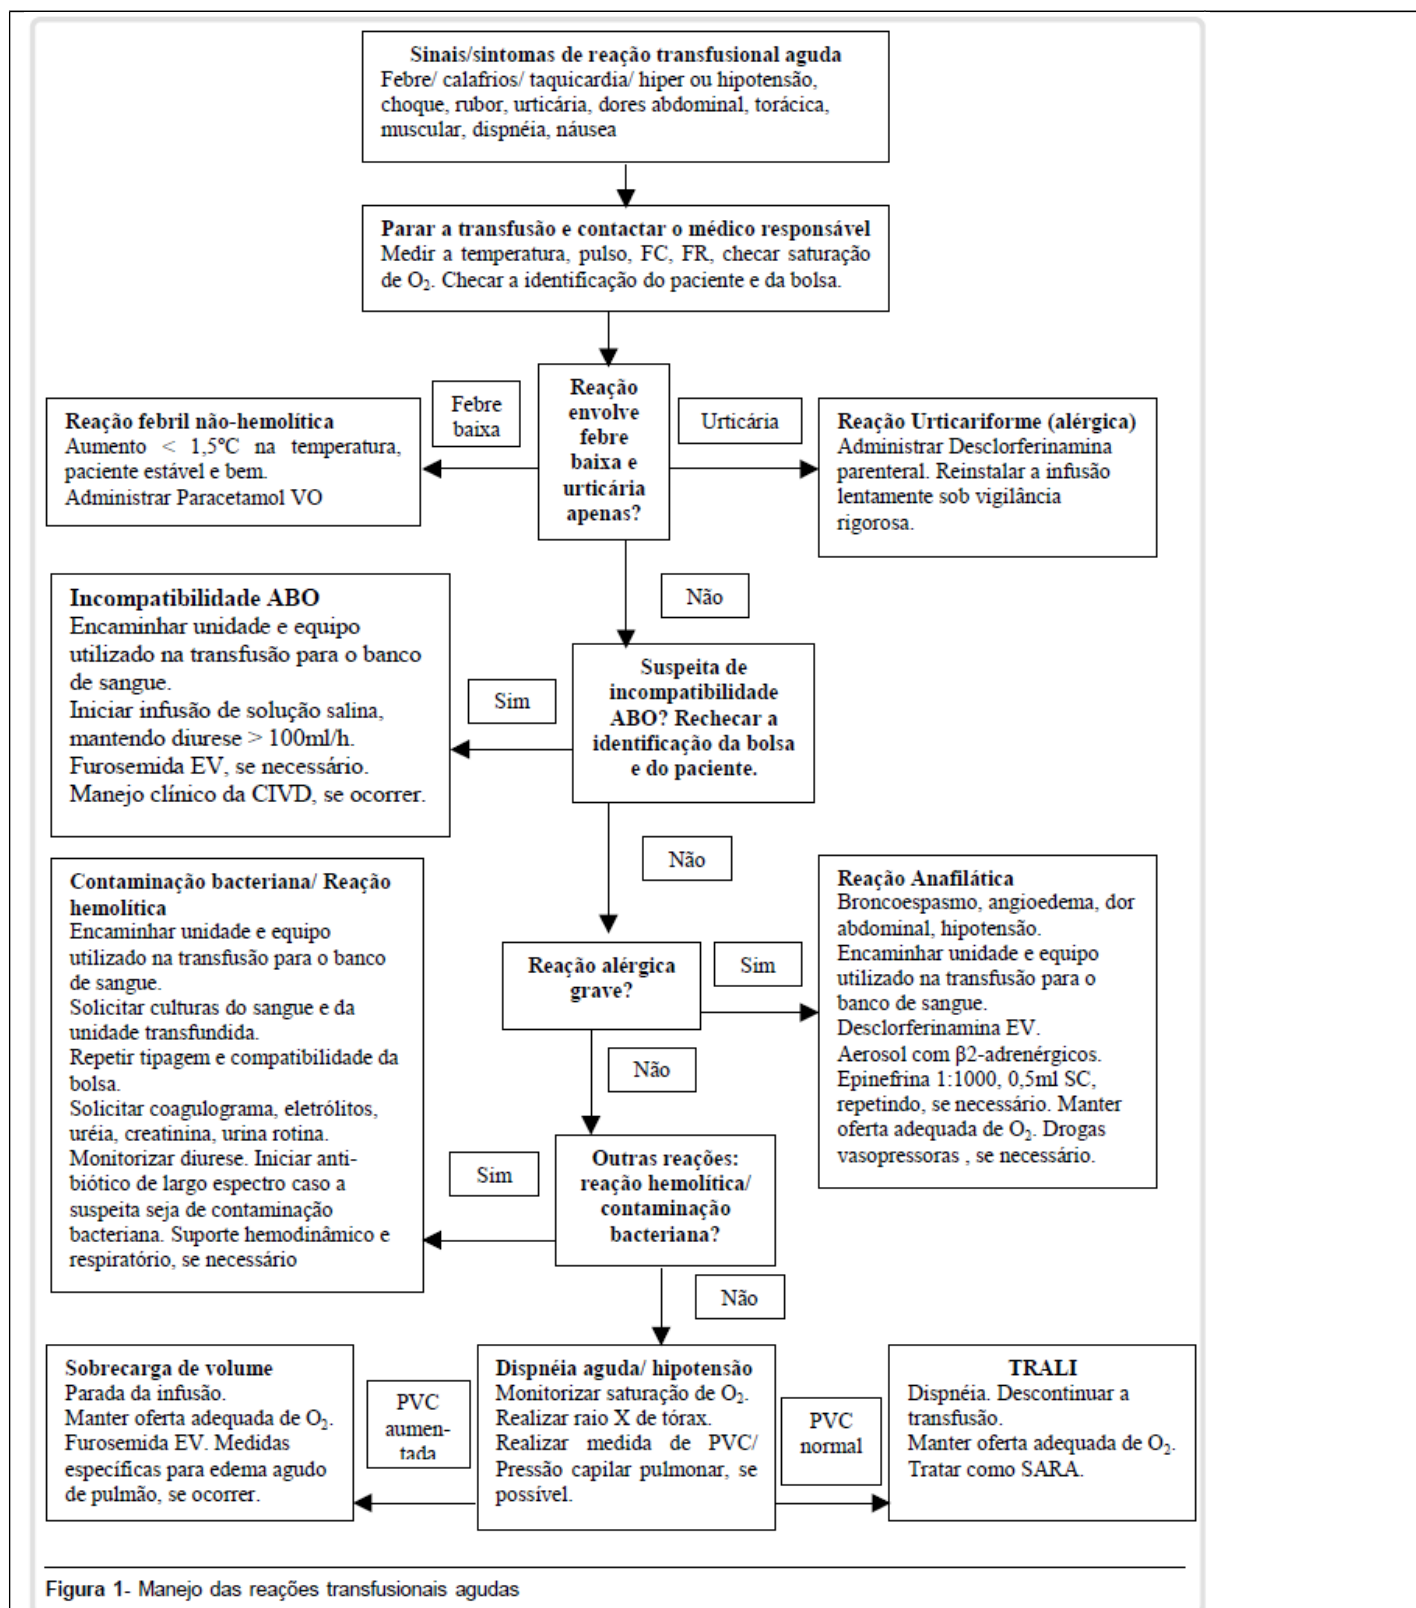 Sinais/sintomas de reação transfusional aguda
Febre/ calafrios/ taquicardia/ hiper ou hipotensão,
choque, rubor, urticária, dores abdominal, torácica,
muscular, dispnéia, náusea
Parar a transfusão e contactar o médico responsável
Medir a temperatura, pulso, FC, FR, checar saturação
de O₂. Checar a identificação do paciente e da bolsa.
Reação
envolve
febre
baixa e
urticária
apenas?
Febre
baixa
Reação febril não-hemolítica
Aumento < 1,5ºC na temperatura,
paciente estável e bem.
Administrar Paracetamol VO
Urticária
Reação Urticariforme (alérgica)
Administrar Desclorferinamina
parenteral. Reinstalar a infusão
lentamente sob vigilância
rigorosa.
Não
Suspeita de
incompatibilidade
ABO? Rechecar a
identificação da bolsa
e do paciente.
Sim
Incompatibilidade ABO
Encaminhar unidade e equipo
utilizado na transfusão para o banco
de sangue.
Iniciar infusão de solução salina,
mantendo diurese > 100ml/h.
Furosemida EV, se necessário.
Manejo clínico da CIVD, se ocorrer.
Não
Reação alérgica
grave?
Sim
Reação Anafilática
Broncoespasmo, angioedema, dor
abdominal, hipotensão.
Encaminhar unidade e equipo
utilizado na transfusão para o
banco de sangue.
Desclorferinamina EV.
Aerosol com β2-adrenérgicos.
Epinefrina 1:1000, 0,5ml SC,
repetindo, se necessário. Manter
oferta adequada de O₂. Drogas
vasopressoras , se necessário.
Não
Outras reações:
reação hemolítica/
contaminação
bacteriana?
Sim
Contaminação bacteriana/ Reação
hemolítica
Encaminhar unidade e equipo
utilizado na transfusão para o banco
de sangue.
Solicitar culturas do sangue e da
unidade transfundida.
Repetir tipagem e compatibilidade da
bolsa.
Solicitar coagulograma, eletrólitos,
uréia, creatinina, urina rotina.
Monitorizar diurese. Iniciar anti-
biótico de largo espectro caso a
suspeita seja de contaminação
bacteriana. Suporte hemodinâmico e
respiratório, se necessário
Não
Dispnéia aguda/ hipotensão
Monitorizar saturação de O₂.
Realizar raio X de tórax.
Realizar medida de PVC/
Pressão capilar pulmonar, se
possível.
PVC
aumen-
tada
Sobrecarga de volume
Parada da infusão.
Manter oferta adequada de O₂.
Furosemida EV. Medidas
específicas para edema agudo
de pulmão, se ocorrer.
PVC
normal
TRALI
Dispnéia. Descontinuar a
transfusão.
Manter oferta adequada de O₂.
Tratar como SARA.
Figura 1- Manejo das reações transfusionais agudas